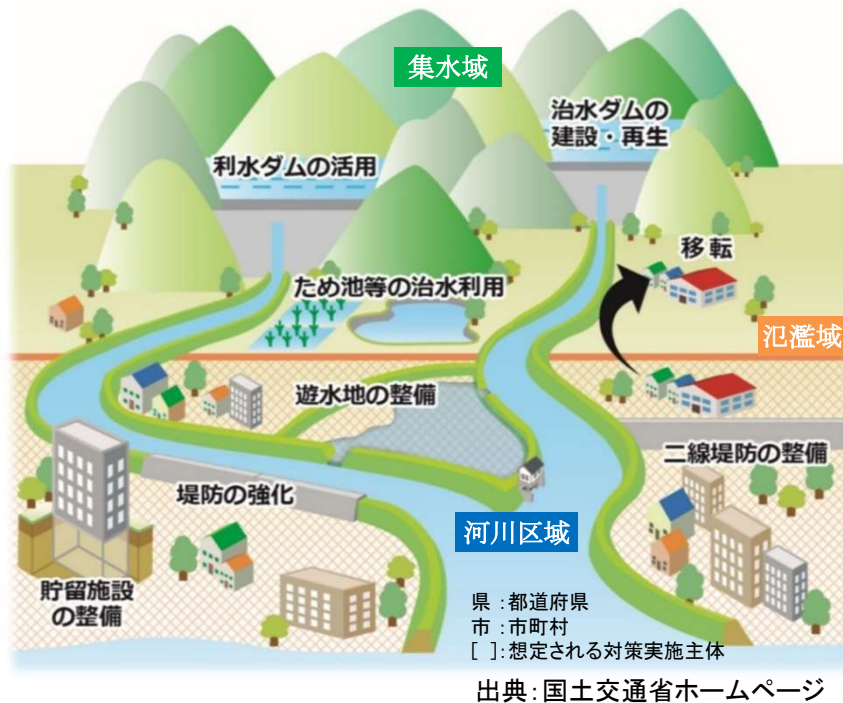 集水域
治水ダムの
建設・再生
利水ダムの活用
移転
ため池等の治水利用
氾濫域
遊水地の整備
二線堤防の整備
堤防の強化
河川区域
貯留施設
の整備
県：都道府県
市：市町村
[ ]：想定される対策実施主体
出典：国土交通省ホームページ